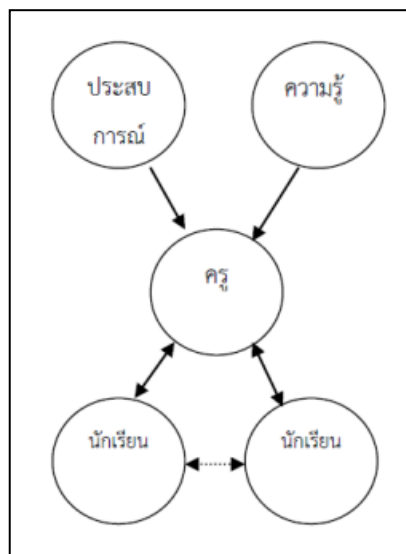 ประสบ
การณ์
ความรู้
ครู
นักเรียน
นักเรียน